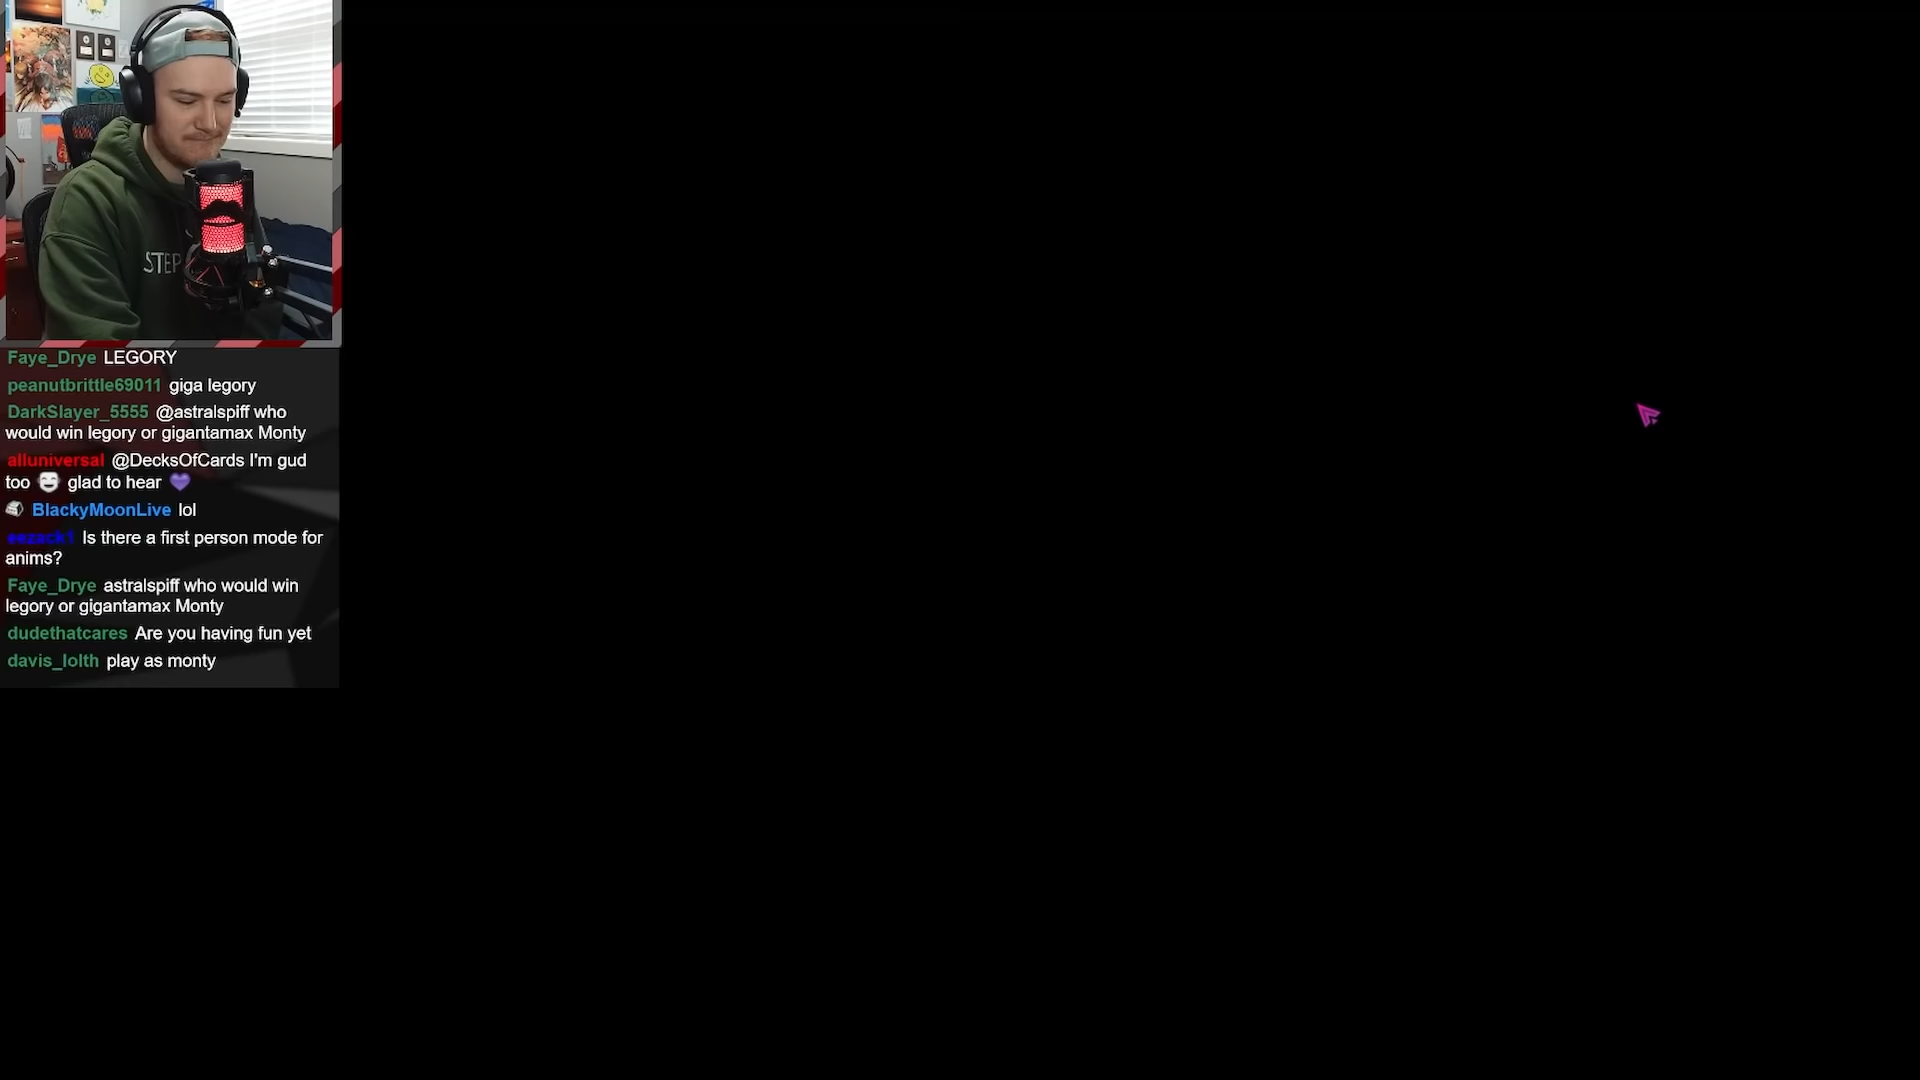 STEP
Faye_Drye LEGORY
peanutbrittle69011 giga legory
DarkSlayer_5555 @astralspiff who
would win legory or gigantamax Monty
alluniversal @DecksOfCards I'm gud
too glad to hear
BlackyMoonLive lol
eezack1 Is there a first person mode for
anims?
Faye_Drye astralspiff who would win
legory or gigantamax Monty
dudethatcares Are you having fun yet
davis_lolth play as monty